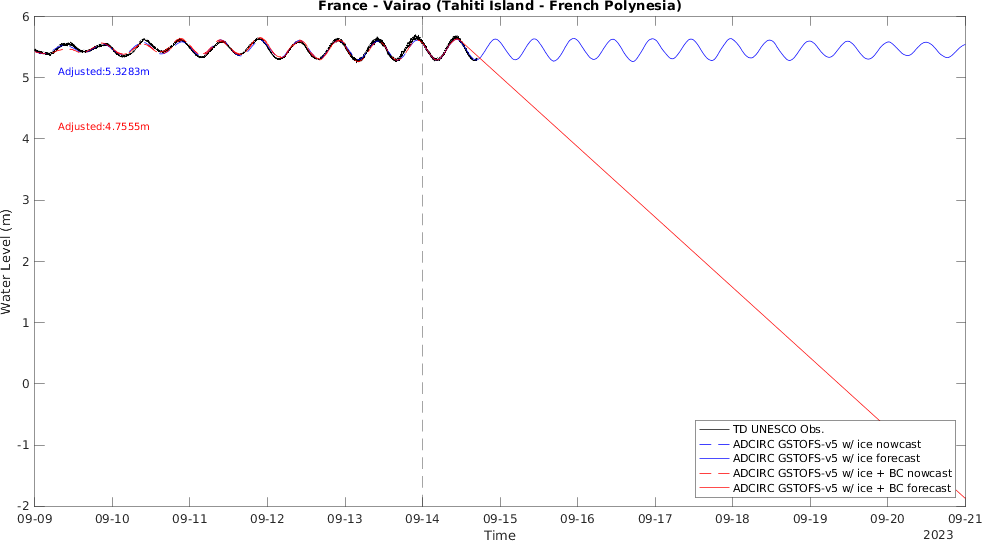 France - Vairao (Tahiti Island - French Polynesia)
6
5
4
3
2
1
0
-1
-2
Water Level (m)
Adjusted:5.3283m
Adjusted:4.7555m
TD UNESCO Obs.
ADCIRC GSTOFS-v5 w/ ice nowcast
ADCIRC GSTOFS-v5 w/ ice forecast
ADCIRC GSTOFS-v5 w/ ice + BC nowcast
ADCIRC GSTOFS-v5 w/ ice + BC forecast
09-09 09-10 09-11 09-12 09-13 09-14 09-15 09-16 09-17 09-18 09-19 09-20 09-21
Time
2023